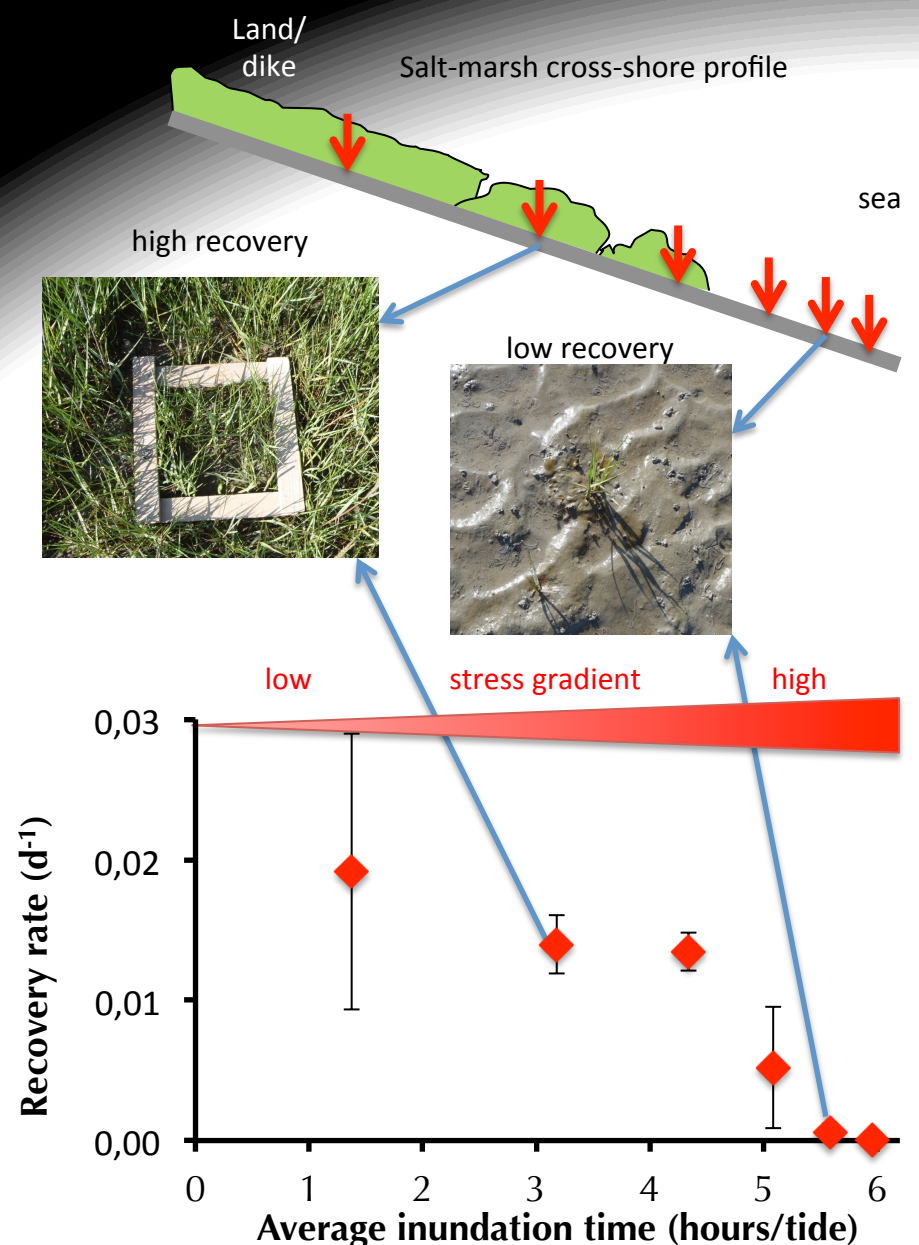 Land/
dike
Salt-marsh cross-shore profile
sea
high recovery
low recovery
low stress gradient high
0,03
0,02
0,01
0,00
Recovery rate (d⁻¹)
0 1 2 3 4 5 6
Average inundation time (hours/tide)